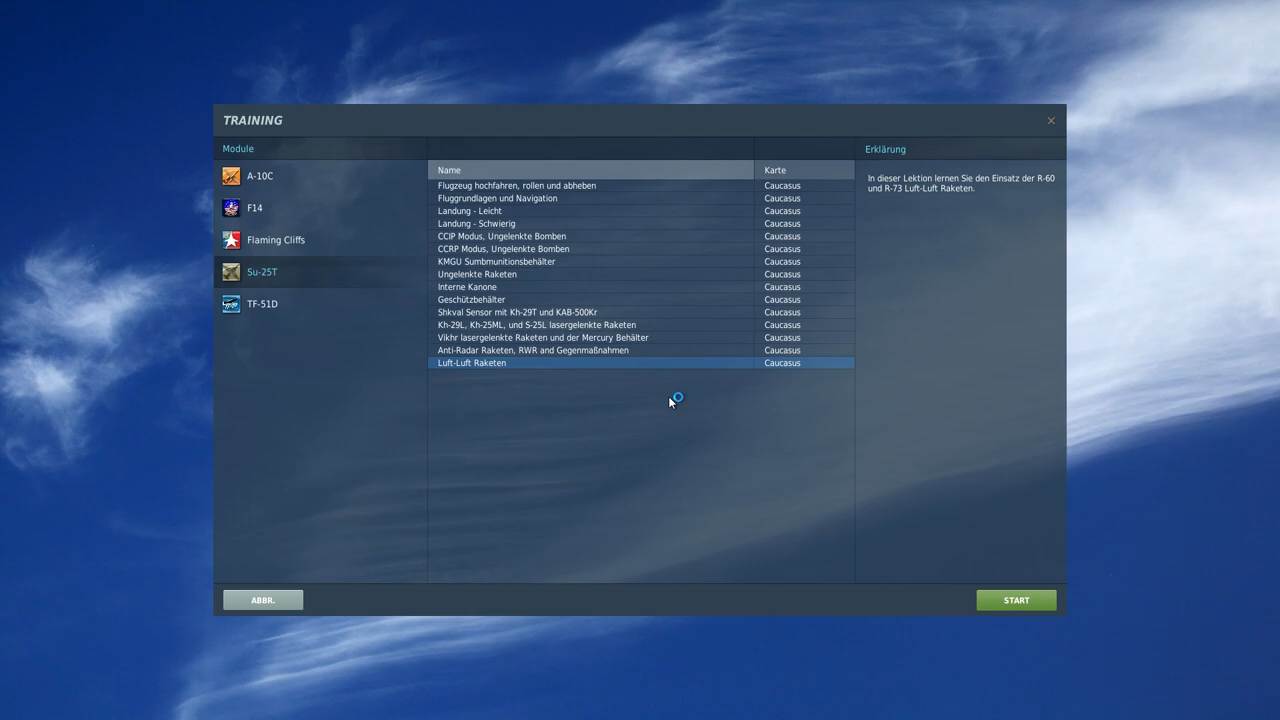 TRAINING
Module
Erklärung
A-10C
F14
Flaming Cliffs
Su-25T
TF-51D
Name Karte
Flugzeug hochfahren, rollen und abheben Caucasus
Fluggrundlagen und Navigation Caucasus
Landung - Leicht Caucasus
Landung - Schwierig Caucasus
CCIP Modus, Ungelenkte Bomben Caucasus
CCRP Modus, Ungelenkte Bomben Caucasus
KMGU Sumbmunitionsbehälter Caucasus
Ungelenkte Raketen Caucasus
Interne Kanone Caucasus
Geschützbehälter Caucasus
Shkval Sensor mit Kh-29T und KAB-500Kr Caucasus
Kh-29L, Kh-25ML, und S-25L lasergelenkte Raketen Caucasus
Vikhr lasergelenkte Raketen und der Mercury Behälter Caucasus
Anti-Radar Raketen, RWR and Gegenmaßnahmen Caucasus
Luft-Luft Raketen Caucasus
In dieser Lektion lernen Sie den Einsatz der R-60
und R-73 Luft-Luft Raketen.
ABBR.
START